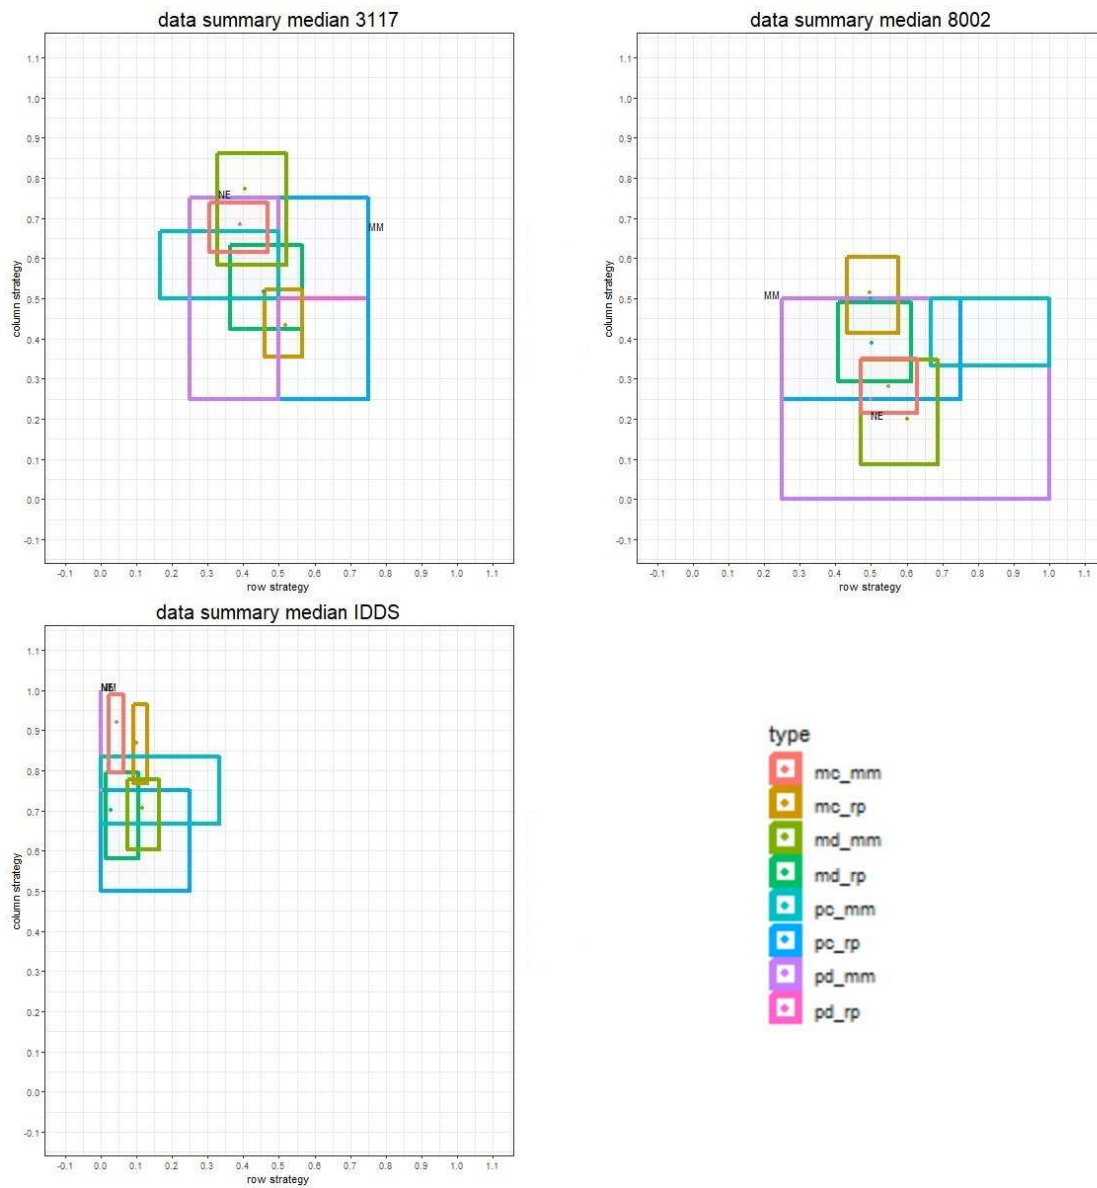 data summary median 3117
1.1
1.0
0.9
0.8
0.7
0.6
0.5
0.4
0.3
0.2
0.1
0.0
-0.1
column strategy
NE
MM
-0.1 0.0 0.1 0.2 0.3 0.4 0.5 0.6 0.7 0.8 0.9 1.0 1.1
row strategy
data summary median 8002
1.1
1.0
0.9
0.8
0.7
0.6
0.5
0.4
0.3
0.2
0.1
0.0
-0.1
column strategy
MM
NE
-0.1 0.0 0.1 0.2 0.3 0.4 0.5 0.6 0.7 0.8 0.9 1.0 1.1
row strategy
data summary median IDDS
1.1
1.0
0.9
0.8
0.7
0.6
0.5
0.4
0.3
0.2
0.1
0.0
-0.1
column strategy
-0.1 0.0 0.1 0.2 0.3 0.4 0.5 0.6 0.7 0.8 0.9 1.0 1.1
row strategy
type
mc_mm
mc_rp
md_mm
md_rp
pc_mm
pc_rp
pd_mm
pd_rp